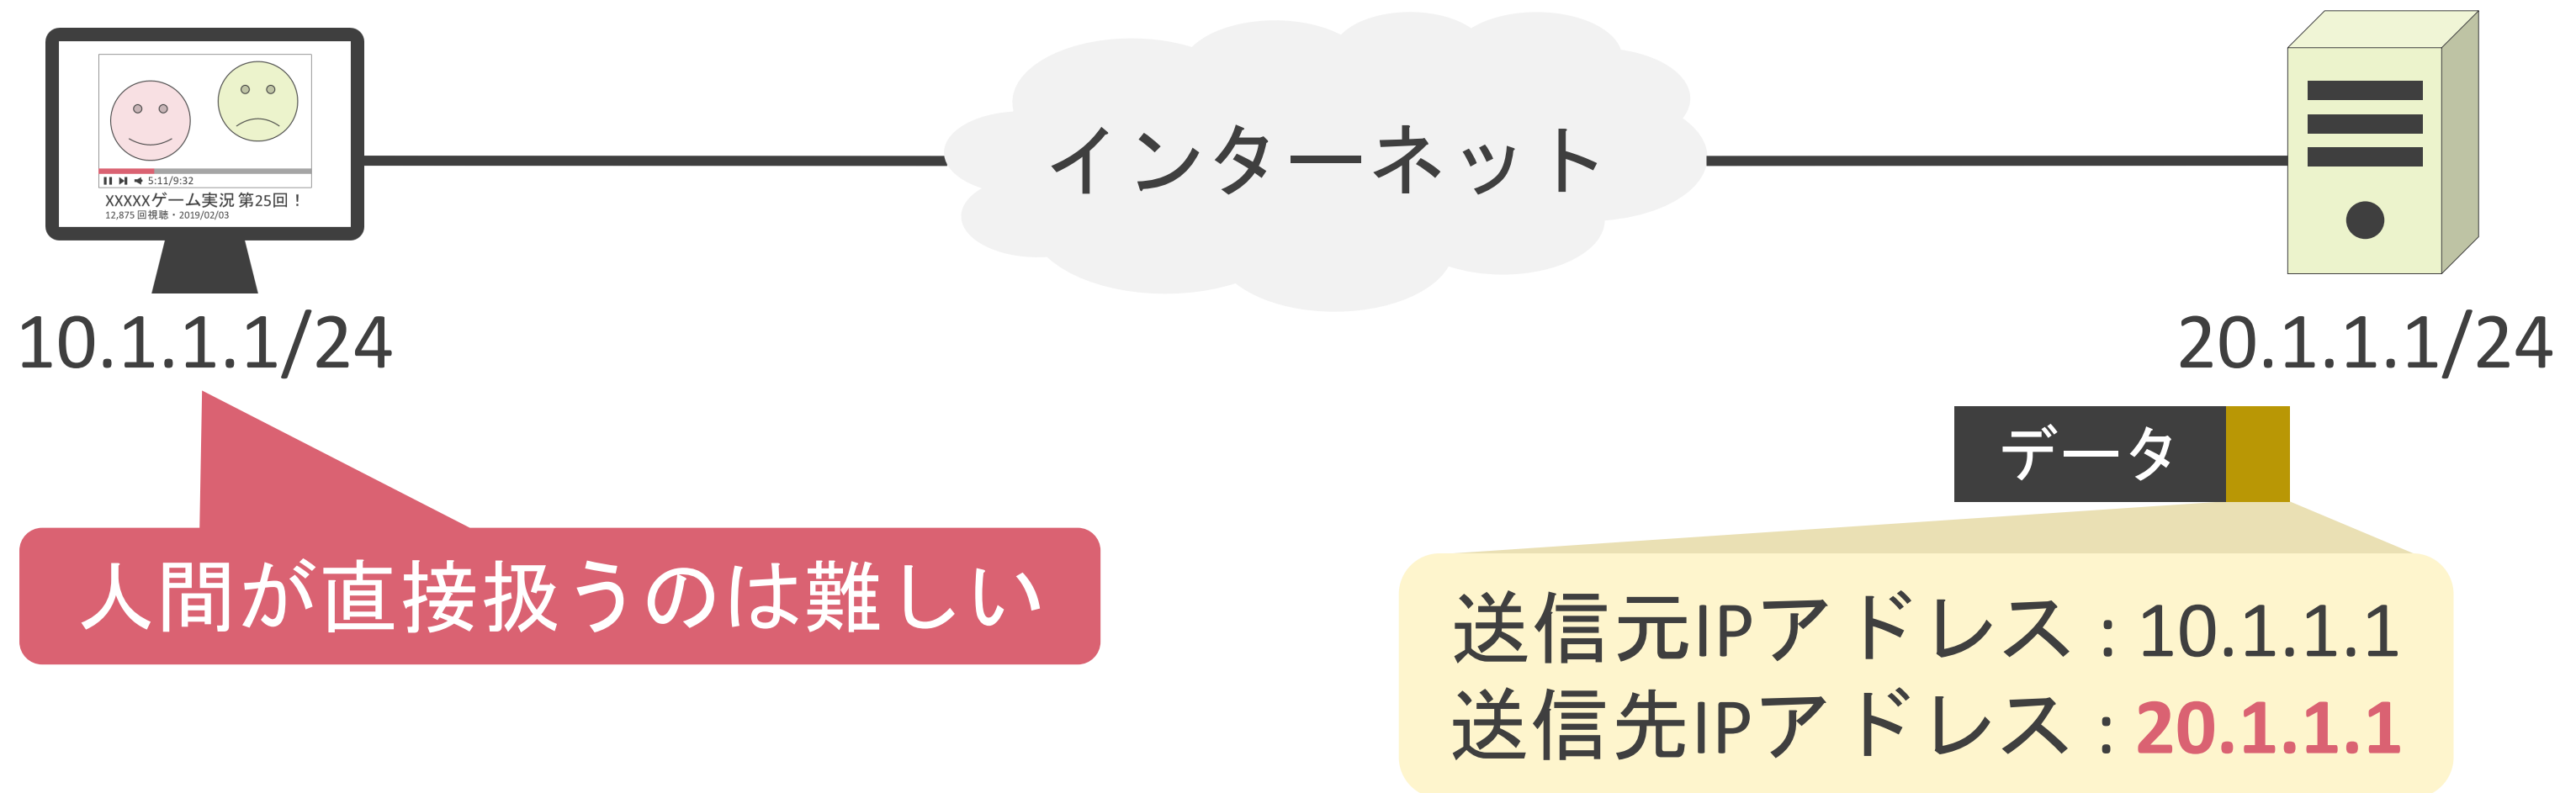 5:11/9:32
XXXXXゲーム実況 第25回！
12,875 回視聴・2019/02/03
インターネット
10.1.1.1/24
20.1.1.1/24
データ
人間が直接扱うのは難しい
送信元IPアドレス : 10.1.1.1
送信先IPアドレス : 20.1.1.1